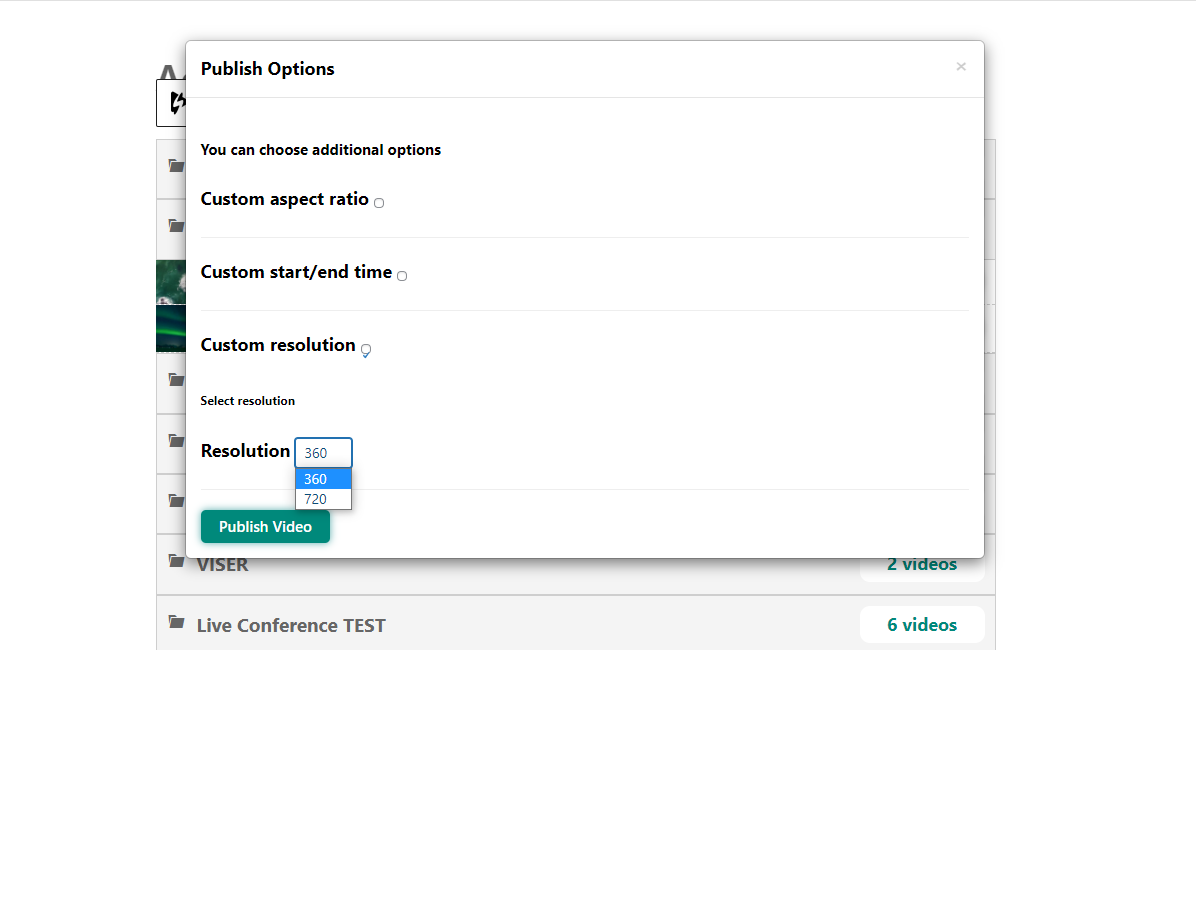 Publish Options
×
You can choose additional options
Custom aspect ratio
Custom start/end time
Custom resolution
Select resolution
Resolution 360
360
720
Publish Video
VISER 2 videos
Live Conference TEST 6 videos